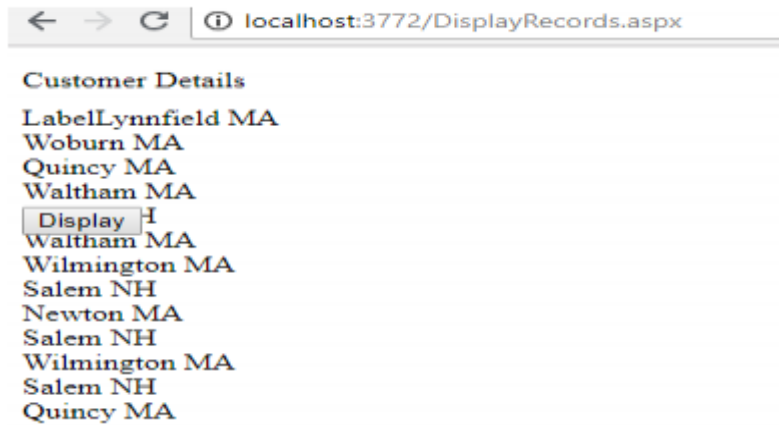 localhost:3772/DisplayRecords.aspx
Customer Details
LabelLynnfield MA
Woburn MA
Quincy MA
Waltham MA
Display
Waltham MA
Wilmington MA
Salem NH
Newton MA
Salem NH
Wilmington MA
Salem NH
Quincy MA